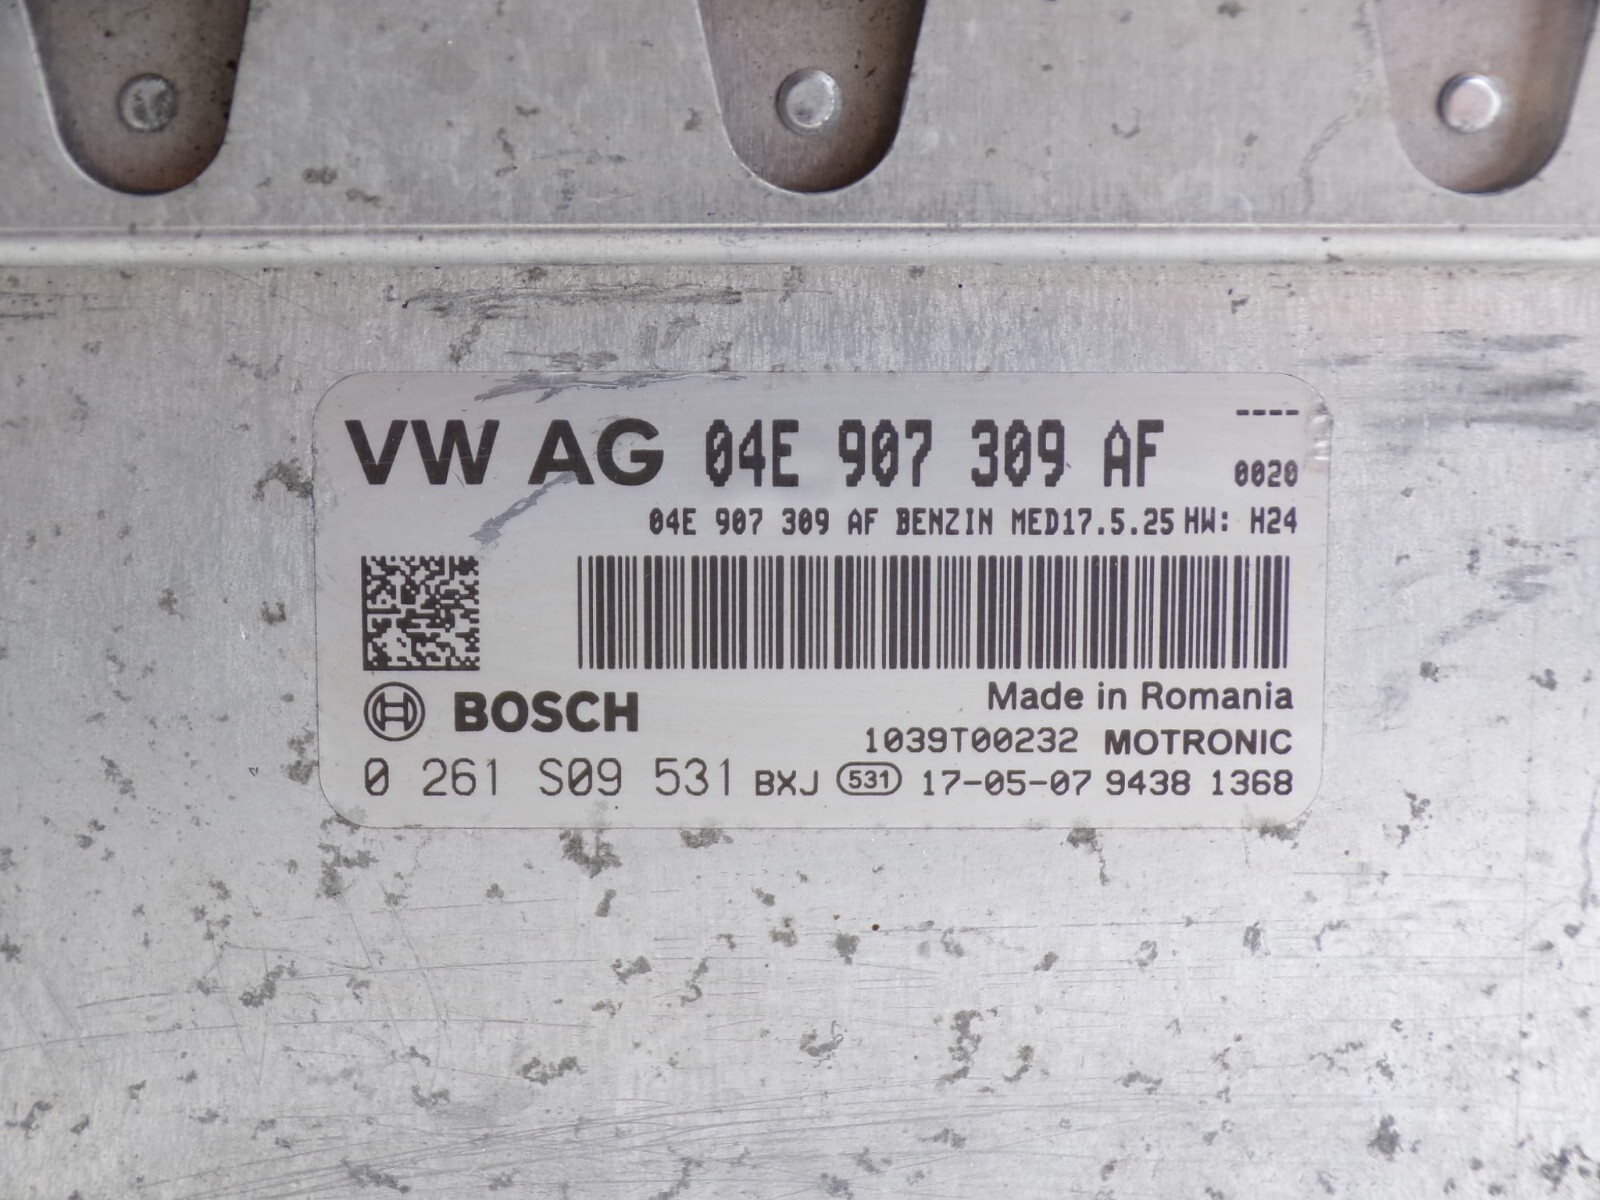 VW AG 04E 907 309 AF ----
0020
04E 907 309 AF BENZIN MED17.5.25 HW: H24
BOSCH
Made in Romania
1039T00232 MOTRONIC
0 261 S09 531 BXJ 531 17-05-07 9438 1368